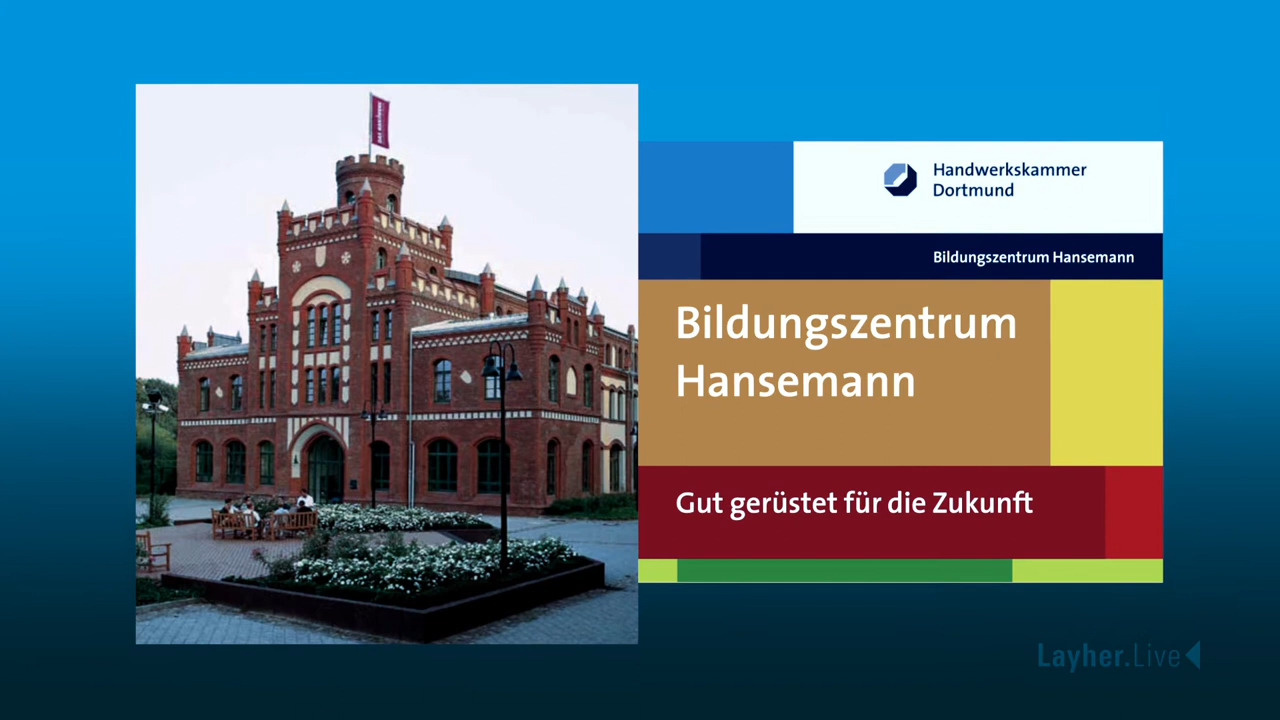 Handwerkskammer
Dortmund
Bildungszentrum Hansemann
Bildungszentrum
Hansemann
Gut gerüstet für die Zukunft
Layher.Live